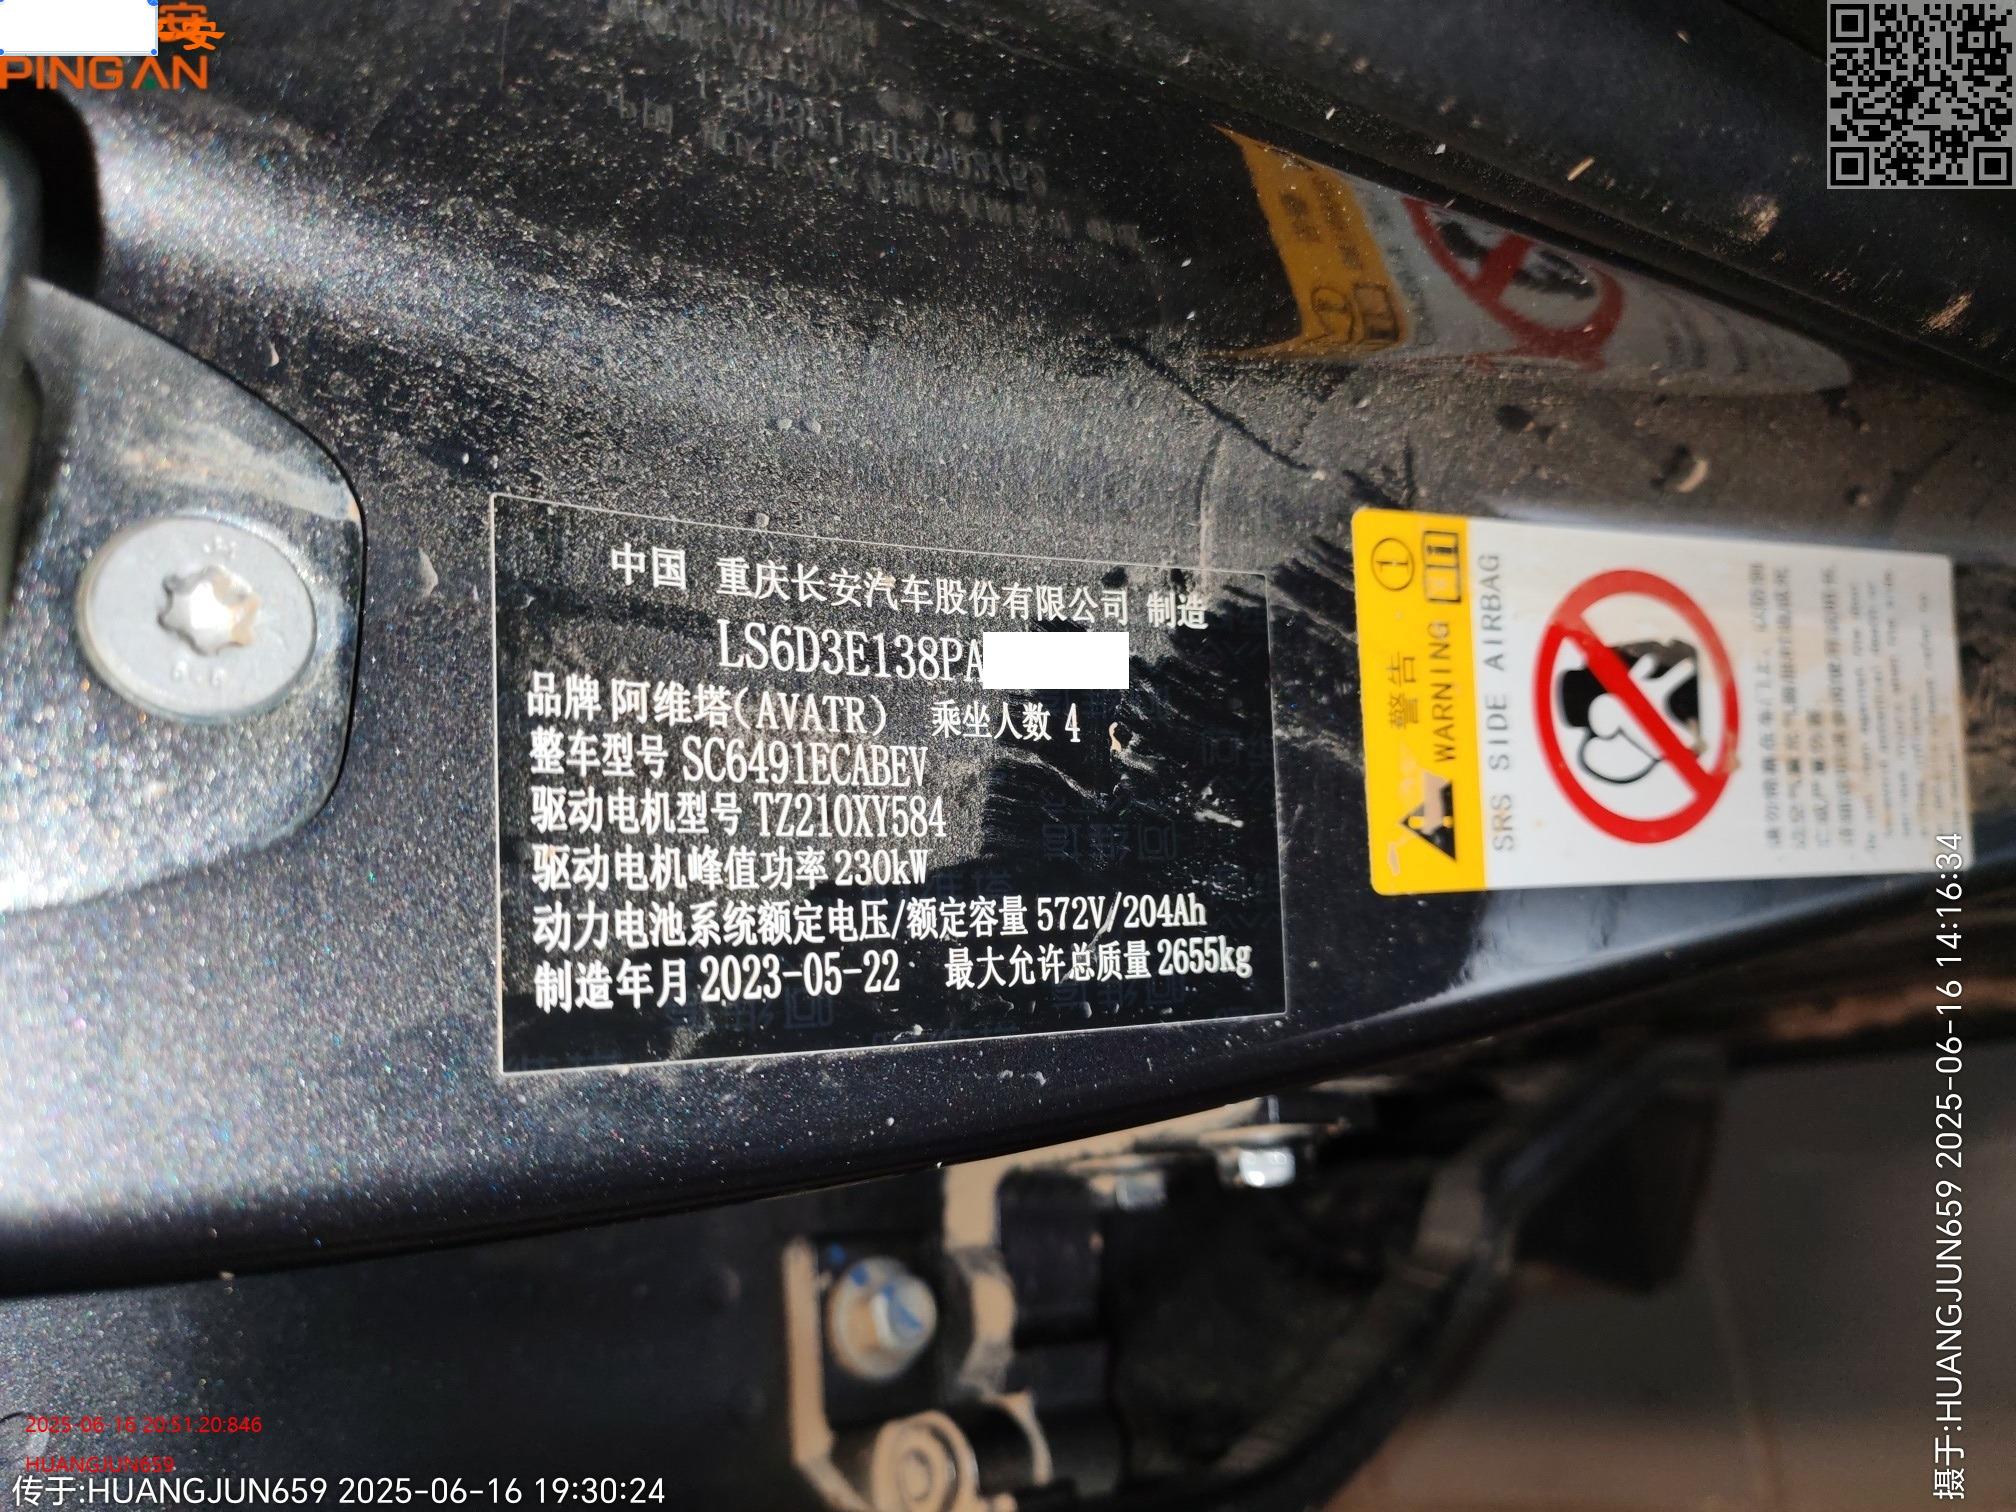 安
PING AN
中国 重庆长安汽车股份有限公司 制造
LS6D3E138PA
品牌 阿维塔(AVATR) 乘坐人数 4
整车型号 SC6491ECABEV
驱动电机型号 TZ210XY584
驱动电机峰值功率 230kW
动力电池系统额定电压/额定容量 572V/204Ah
制造年月 2023-05-22 最大允许总质量 2655kg
警告 WARNING
SRS SIDE AIRBAG
摄于:HUANGJUN659 2025-06-16 14:16:34
2025-06-16 20:51:20:846
HUANGJUN659
传于:HUANGJUN659 2025-06-16 19:30:24